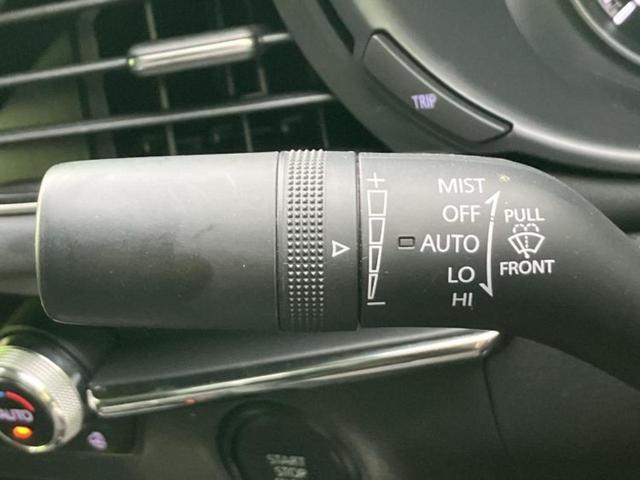 TRIP
+
MIST
OFF
AUTO
LO
HI
PULL
FRONT
−
AUTO
START
STOP